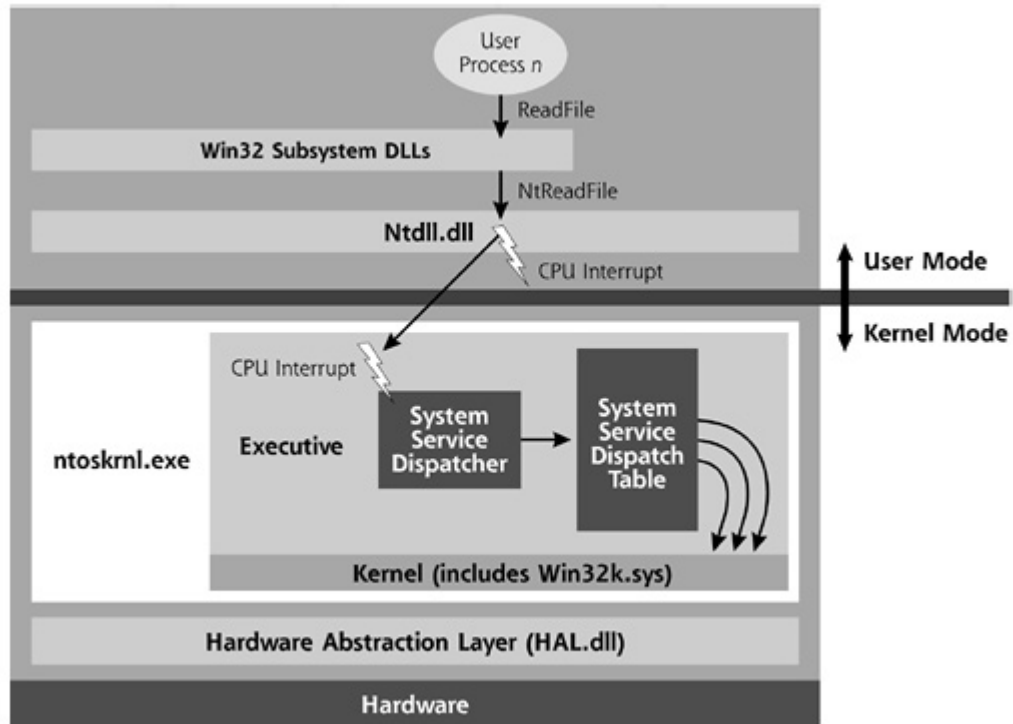 User
Process n
ReadFile
Win32 Subsystem DLLs
NtReadFile
Ntdll.dll
CPU Interrupt
User Mode
Kernel Mode
CPU Interrupt
ntoskrnl.exe
Executive
System
Service
Dispatcher
System
Service
Dispatch
Table
Kernel (includes Win32k.sys)
Hardware Abstraction Layer (HAL.dll)
Hardware